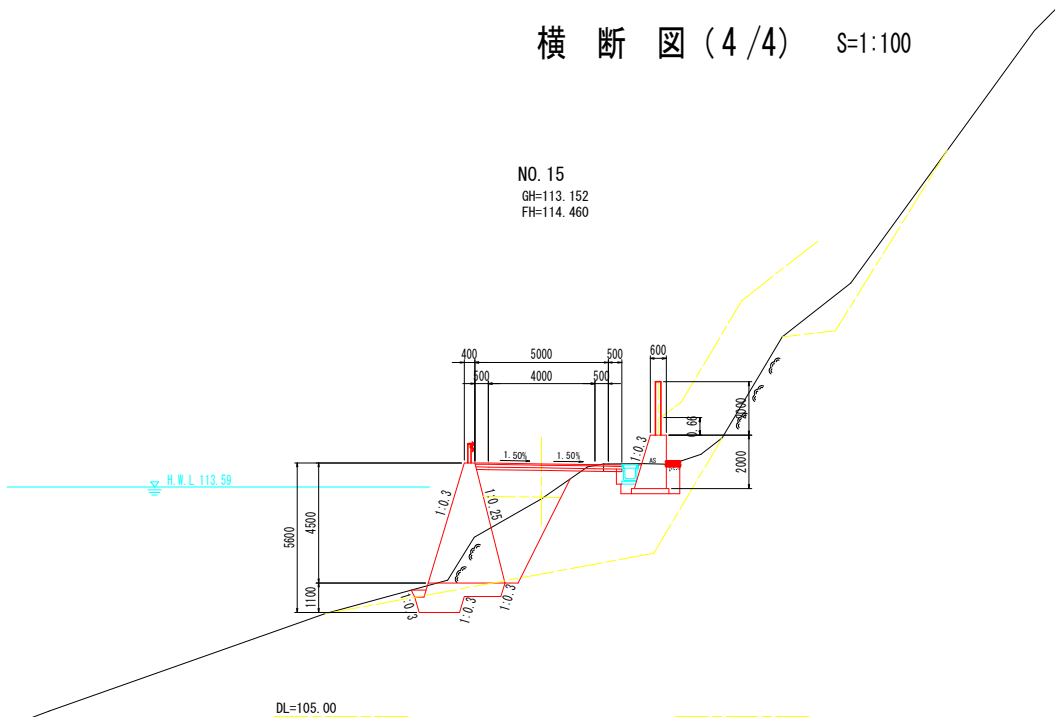 横 断 図 (4/4) S=1:100
NO. 15
GH=113.152
FH=114.460
400 5000 500 600
500 4000 500
0.66
2000
1:0.3
1.50% 1.50%
AS
H.W.L 113.59
1:0.3
1:0.25
5600
4500
1100
1:0.3
1:0.3
1:0.3
DL=105.00